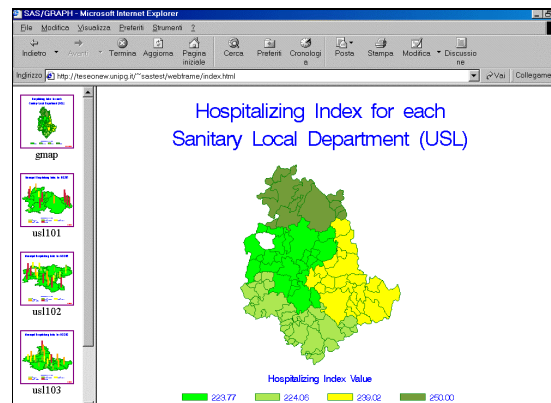 SAS/GRAPH - Microsoft Internet Explorer
File Modifica Visualizza Preferiti Strumenti ?
Indietro Avanti Termina Aggiorna Pagina iniziale Cerca Preferiti Cronologia Posta Stampa Modifica Discussione
Indirizzo http://teseonew.unipg.it/~sastest/webframe/index.html Vai Collegame
Hospitalizing Index for each
Sanitary Local Department (USL)
gmap
usl101
usl102
usl103
Hospitalizing Index Value
223.77 224.06 239.02 250.00